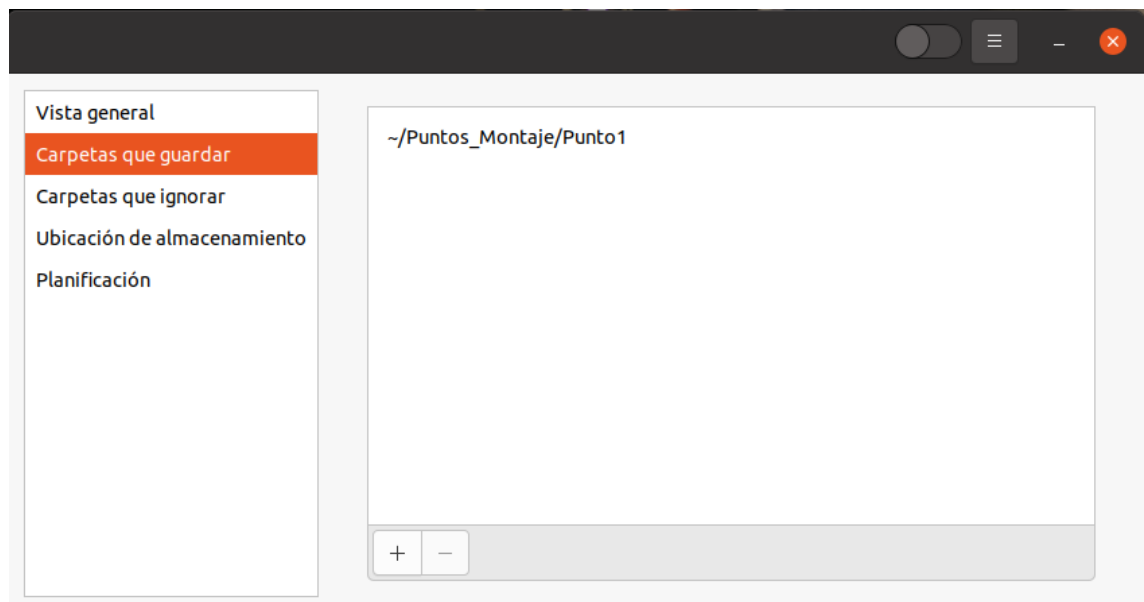 Vista general
Carpetas que guardar
Carpetas que ignorar
Ubicación de almacenamiento
Planificación
~/Puntos_Montaje/Punto1